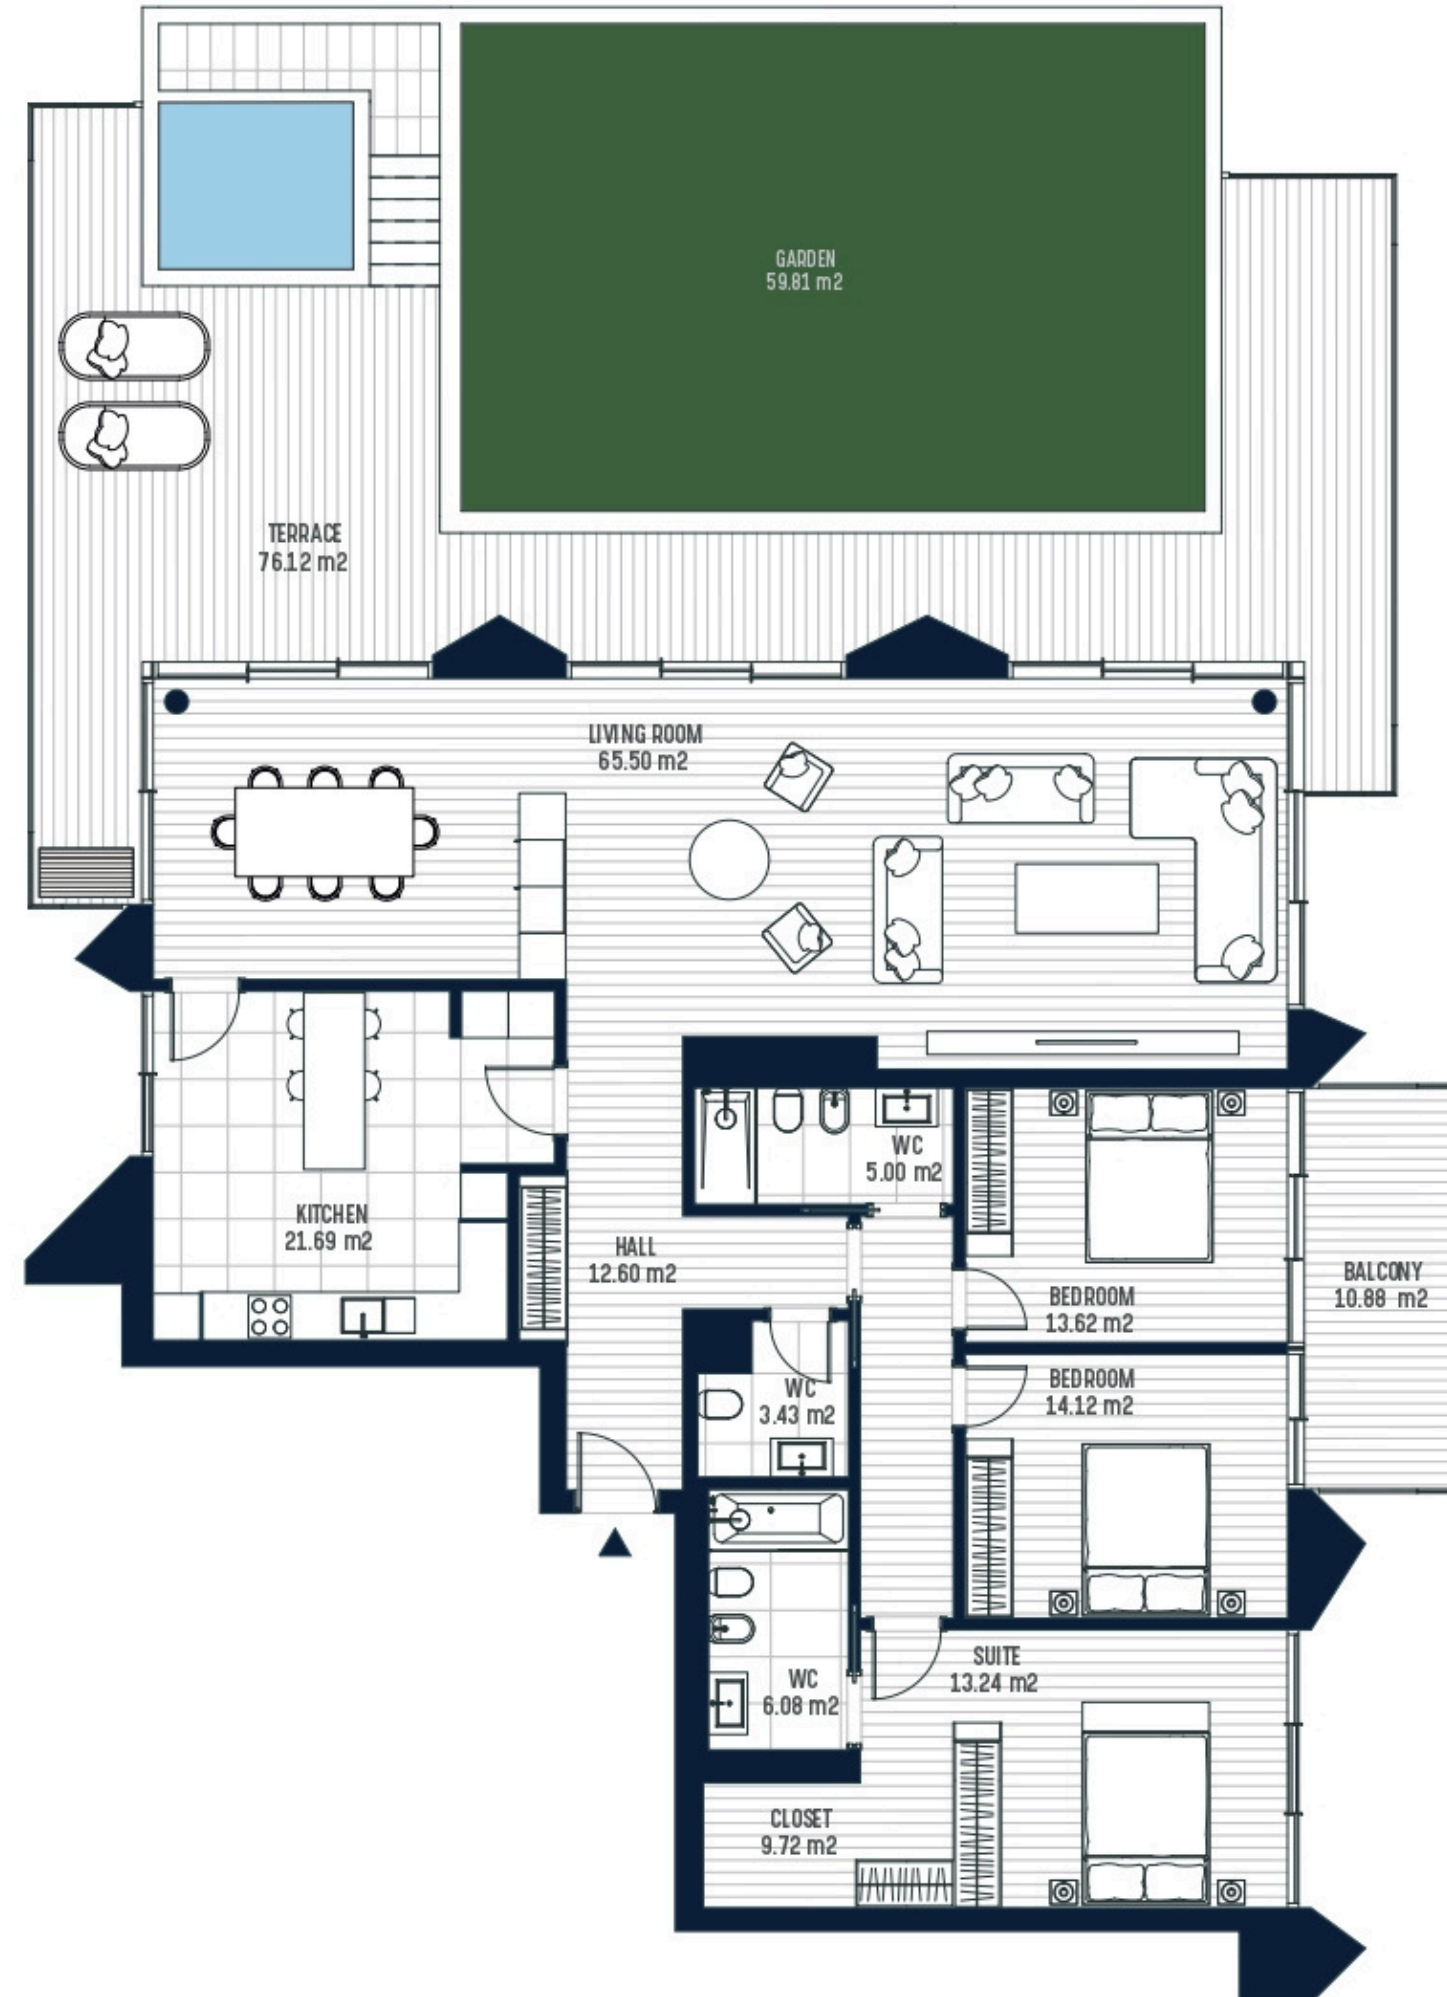 GARDEN
59.81 m2
TERRACE
76.12 m2
LIVING ROOM
65.50 m2
WC
5.00 m2
KITCHEN
21.69 m2
HALL
12.60 m2
BEDROOM
13.62 m2
BALCONY
10.88 m2
BEDROOM
14.12 m2
WC
3.43 m2
SUITE
13.24 m2
WC
6.08 m2
CLOSET
9.72 m2